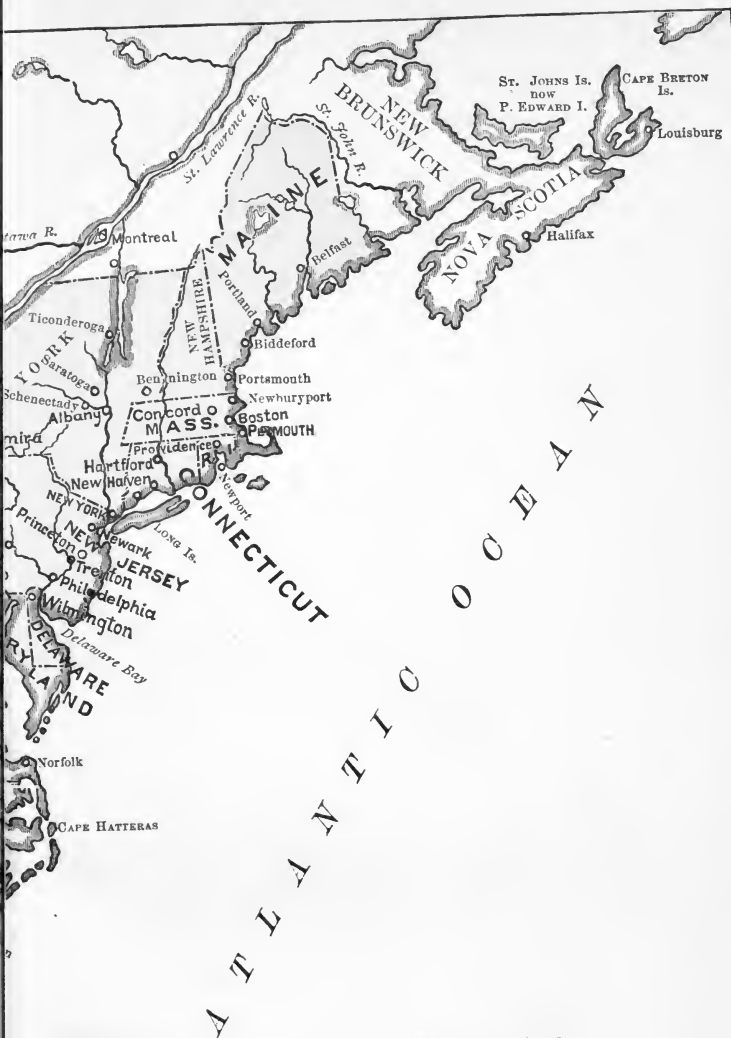 St. Lawrence R.
St. John R.
NEW
BRUNSWICK
St. Johns Is.
now
P. Edward I.
Cape Breton
Is.
Louisburg
NOVA SCOTIA
Halifax
tawa R.
Montreal
MAINE
Belfast
Portland
NEW
HAMPSHIRE
Biddeford
Ticonderoga
YORK
Saratoga
Bennington
Portsmouth
Schenectady
Newburyport
Albany
Concord
MASS.
Boston
PLYMOUTH
mira
Providence
R. I.
Hartford
New Haven
Newport
CONNECTICUT
NEW YORK
Long Is.
Newark
Princeton
NEW JERSEY
Trenton
Philadelphia
Wilmington
Delaware Bay
DELAWARE
RYLAND
Norfolk
Cape Hatteras
ATLANTIC OCEAN